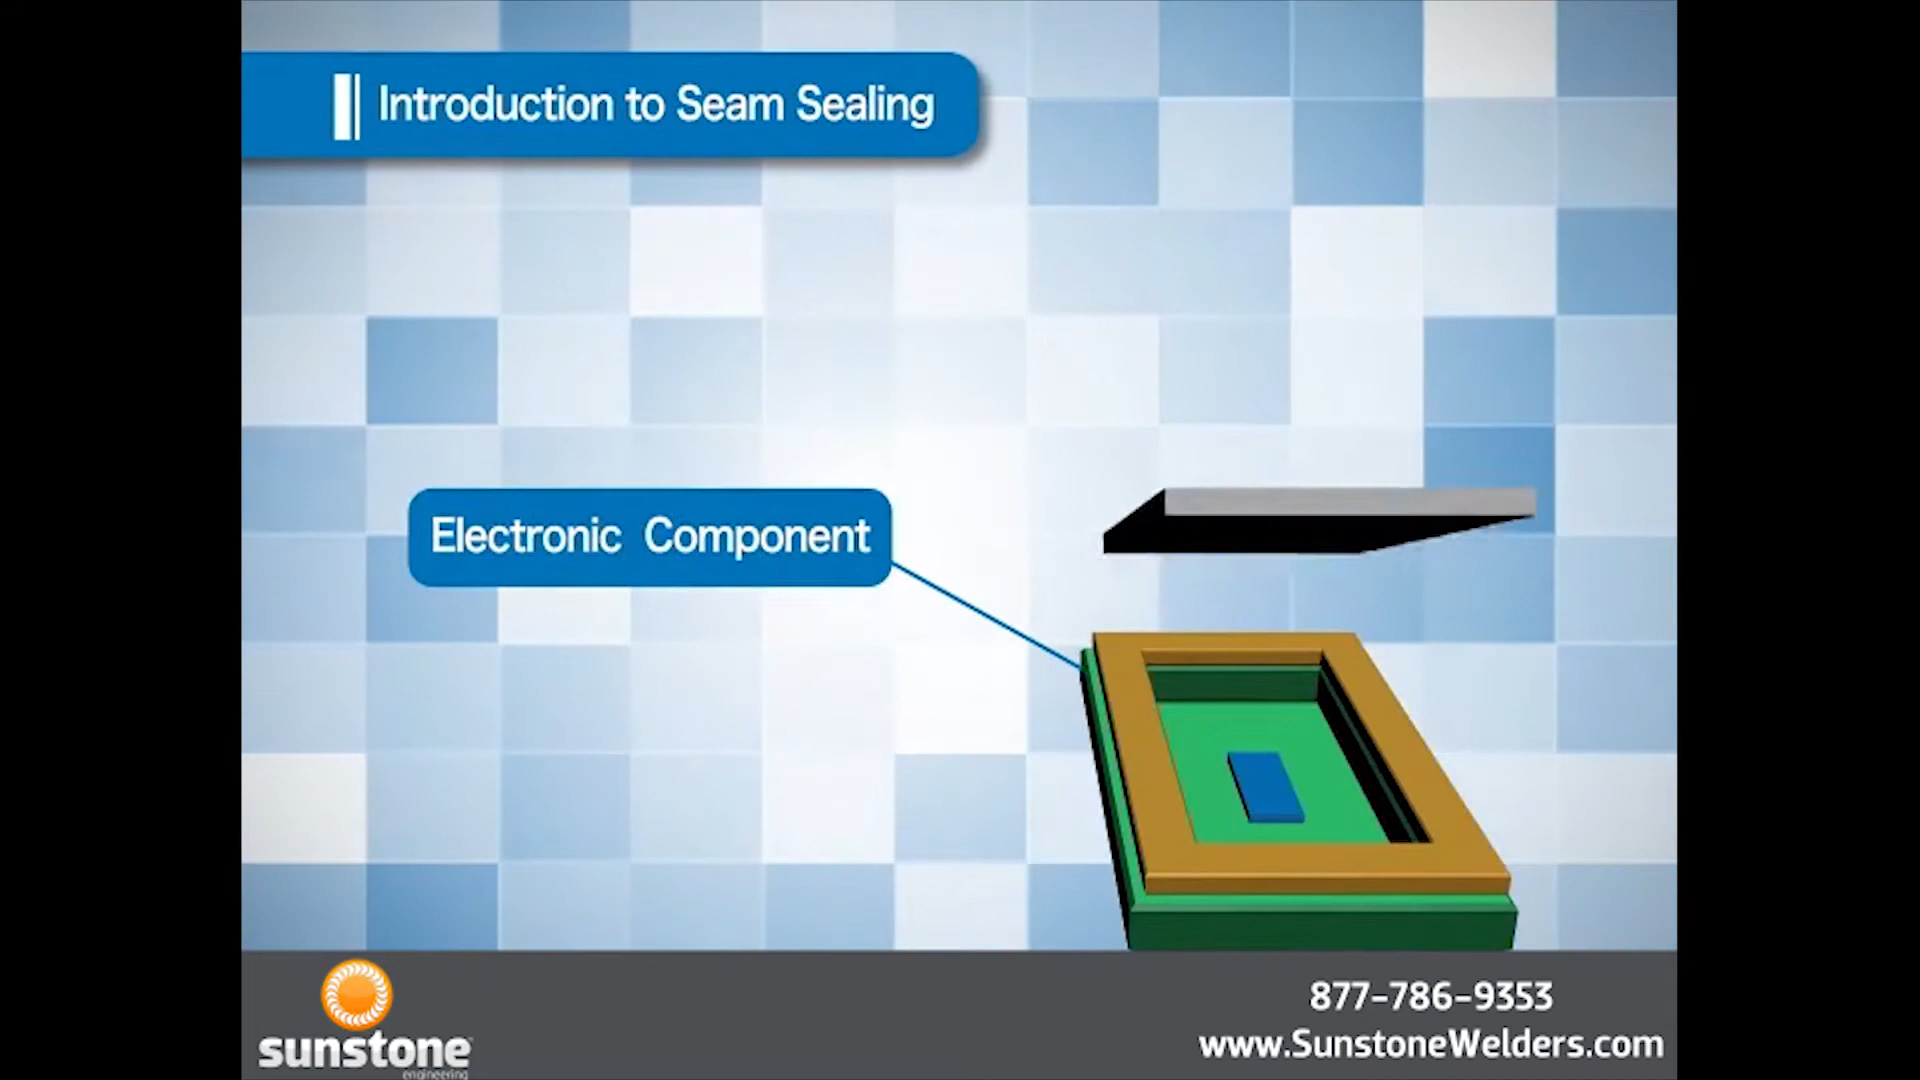 Introduction to Seam Sealing
Electronic Component
sunstone
engineering
877-786-9353
www.SunstoneWelders.com